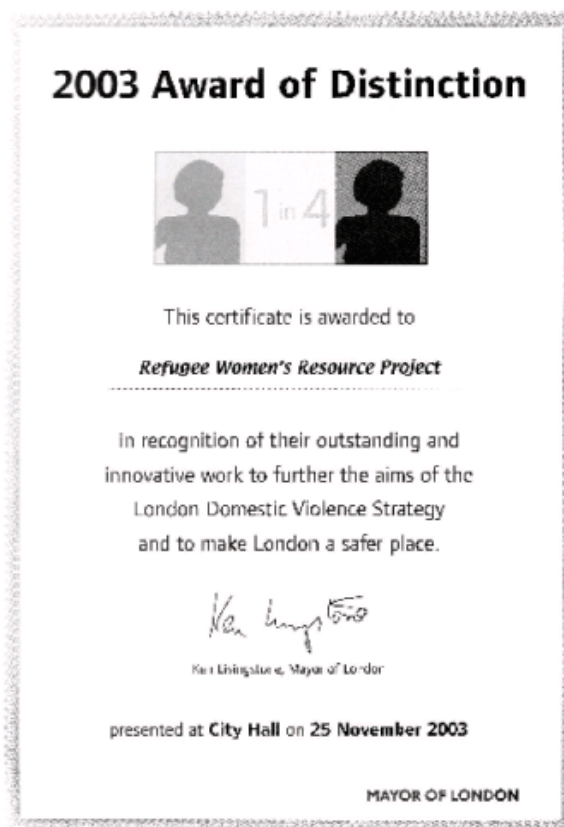 2003 Award of Distinction
1 in 4
This certificate is awarded to
Refugee Women's Resource Project
in recognition of their outstanding and
innovative work to further the aims of the
London Domestic Violence Strategy
and to make London a safer place.
Ken Livingstone
Ken Livingstone, Mayor of London
presented at City Hall on 25 November 2003
MAYOR OF LONDON